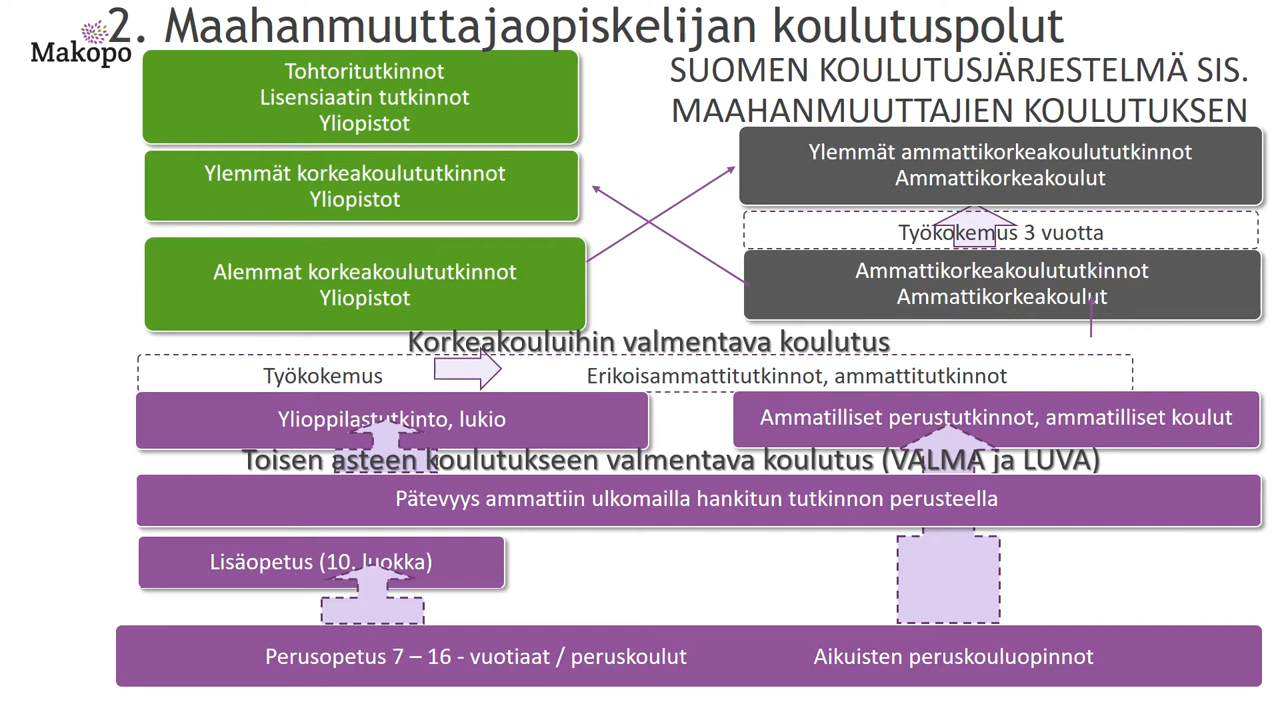 2. Maahanmuuttajaopiskelijan koulutuspolut
Makopo
SUOMEN KOULUTUSJÄRJESTELMÄ SIS.
MAAHANMUUTTAJIEN KOULUTUKSEN
Tohtoritutkinnot
Lisensiaatin tutkinnot
Yliopistot
Ylemmät korkeakoulututkinnot
Yliopistot
Ylemmät ammattikorkeakoulututkinnot
Ammattikorkeakoulut
Työkokemus 3 vuotta
Alemmat korkeakoulututkinnot
Yliopistot
Ammattikorkeakoulututkinnot
Ammattikorkeakoulut
Korkeakouluihin valmentava koulutus
Työkokemus
Erikoisammattitutkinnot, ammattitutkinnot
Ylioppilastutkinto, lukio
Ammatilliset perustutkinnot, ammatilliset koulut
Toisen asteen koulutukseen valmentava koulutus (VALMA ja LUVA)
Pätevyys ammattiin ulkomailla hankitun tutkinnon perusteella
Lisäopetus (10. luokka)
Perusopetus 7 – 16 - vuotiaat / peruskoulut
Aikuisten peruskouluopinnot